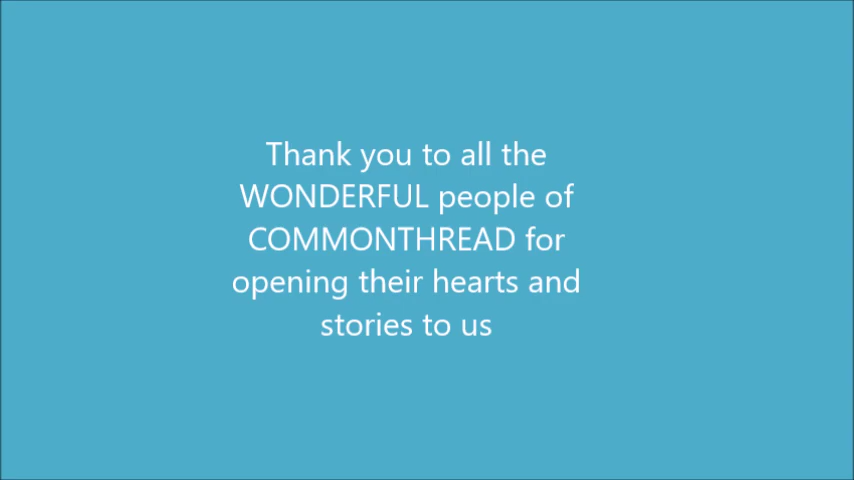 Thank you to all the
WONDERFUL people of
COMMONTHREAD for
opening their hearts and
stories to us